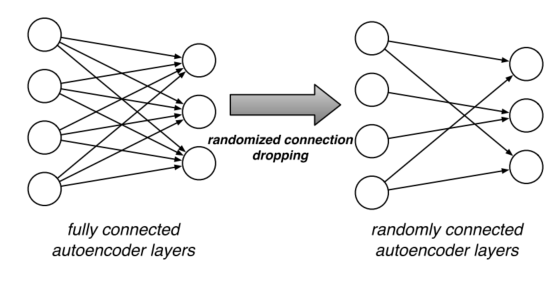 randomized connection
dropping
fully connected
autoencoder layers
randomly connected
autoencoder layers